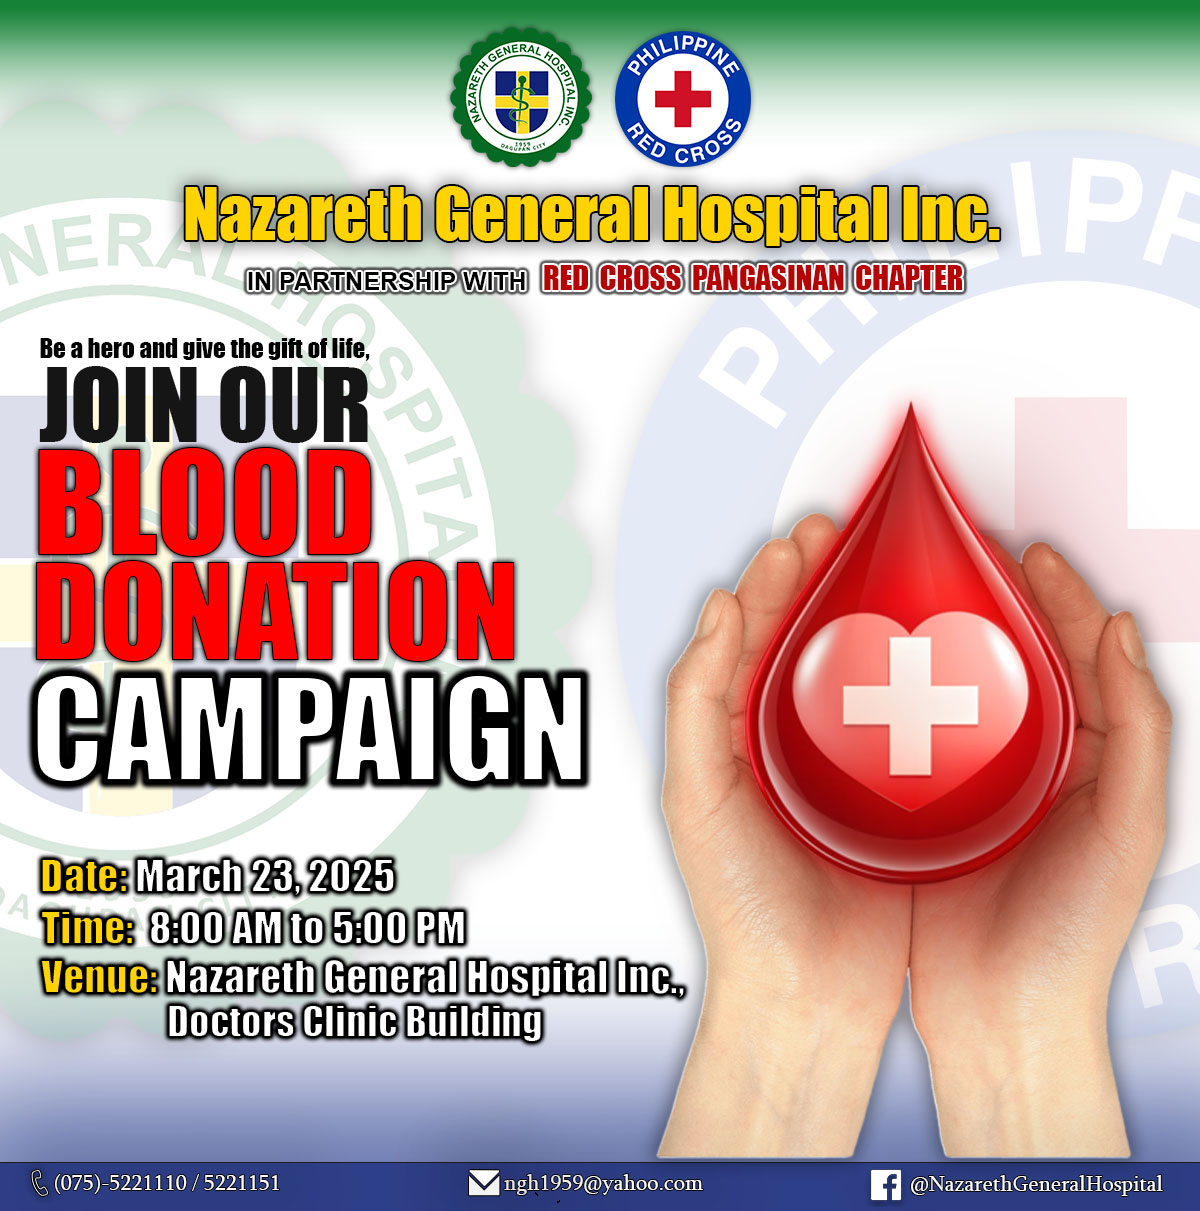 NAZARETH GENERAL HOSPITAL INC.
1959
DAGUPAN CITY
PHILIPPINE
RED CROSS
Nazareth General Hospital Inc.
IN PARTNERSHIP WITH RED CROSS PANGASINAN CHAPTER
Be a hero and give the gift of life,
JOIN OUR
BLOOD
DONATION
CAMPAIGN
Date: March 23, 2025
Time: 8:00 AM to 5:00 PM
Venue: Nazareth General Hospital Inc.,
Doctors Clinic Building
(075)-5221110 / 5221151
ngh1959@yahoo.com
@NazarethGeneralHospital